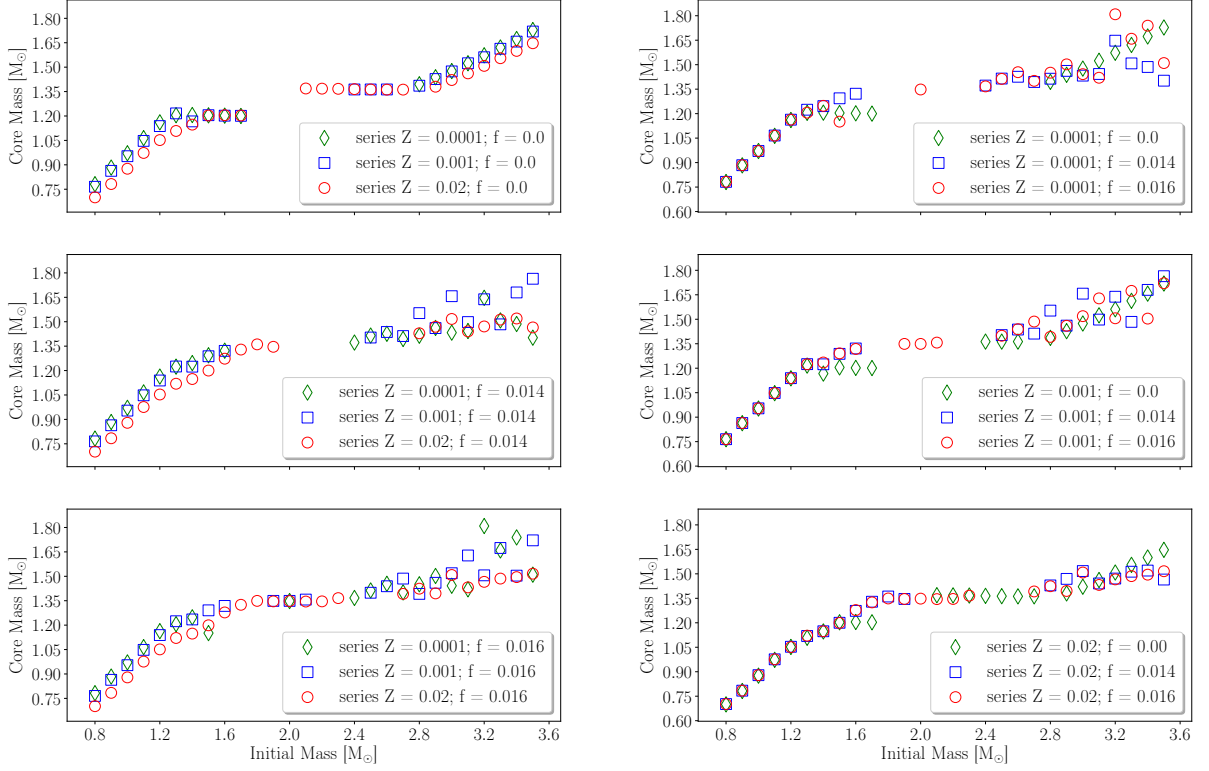 1.80
1.65
1.50
1.35
1.20
1.05
0.90
0.75
Core Mass [M⊙]
series Z = 0.0001; f = 0.0
series Z = 0.001; f = 0.0
series Z = 0.02; f = 0.0
1.80
1.65
1.50
1.35
1.20
1.05
0.90
0.75
0.60
Core Mass [M⊙]
series Z = 0.0001; f = 0.0
series Z = 0.0001; f = 0.014
series Z = 0.0001; f = 0.016
1.80
1.65
1.50
1.35
1.20
1.05
0.90
0.75
Core Mass [M⊙]
series Z = 0.0001; f = 0.014
series Z = 0.001; f = 0.014
series Z = 0.02; f = 0.014
1.80
1.65
1.50
1.35
1.20
1.05
0.90
0.75
0.60
Core Mass [M⊙]
series Z = 0.001; f = 0.0
series Z = 0.001; f = 0.014
series Z = 0.001; f = 0.016
1.80
1.65
1.50
1.35
1.20
1.05
0.90
0.75
Core Mass [M⊙]
series Z = 0.0001; f = 0.016
series Z = 0.001; f = 0.016
series Z = 0.02; f = 0.016
0.8 1.2 1.6 2.0 2.4 2.8 3.2 3.6
Initial Mass [M⊙]
1.80
1.65
1.50
1.35
1.20
1.05
0.90
0.75
0.60
Core Mass [M⊙]
series Z = 0.02; f = 0.00
series Z = 0.02; f = 0.014
series Z = 0.02; f = 0.016
0.8 1.2 1.6 2.0 2.4 2.8 3.2 3.6
Initial Mass [M⊙]